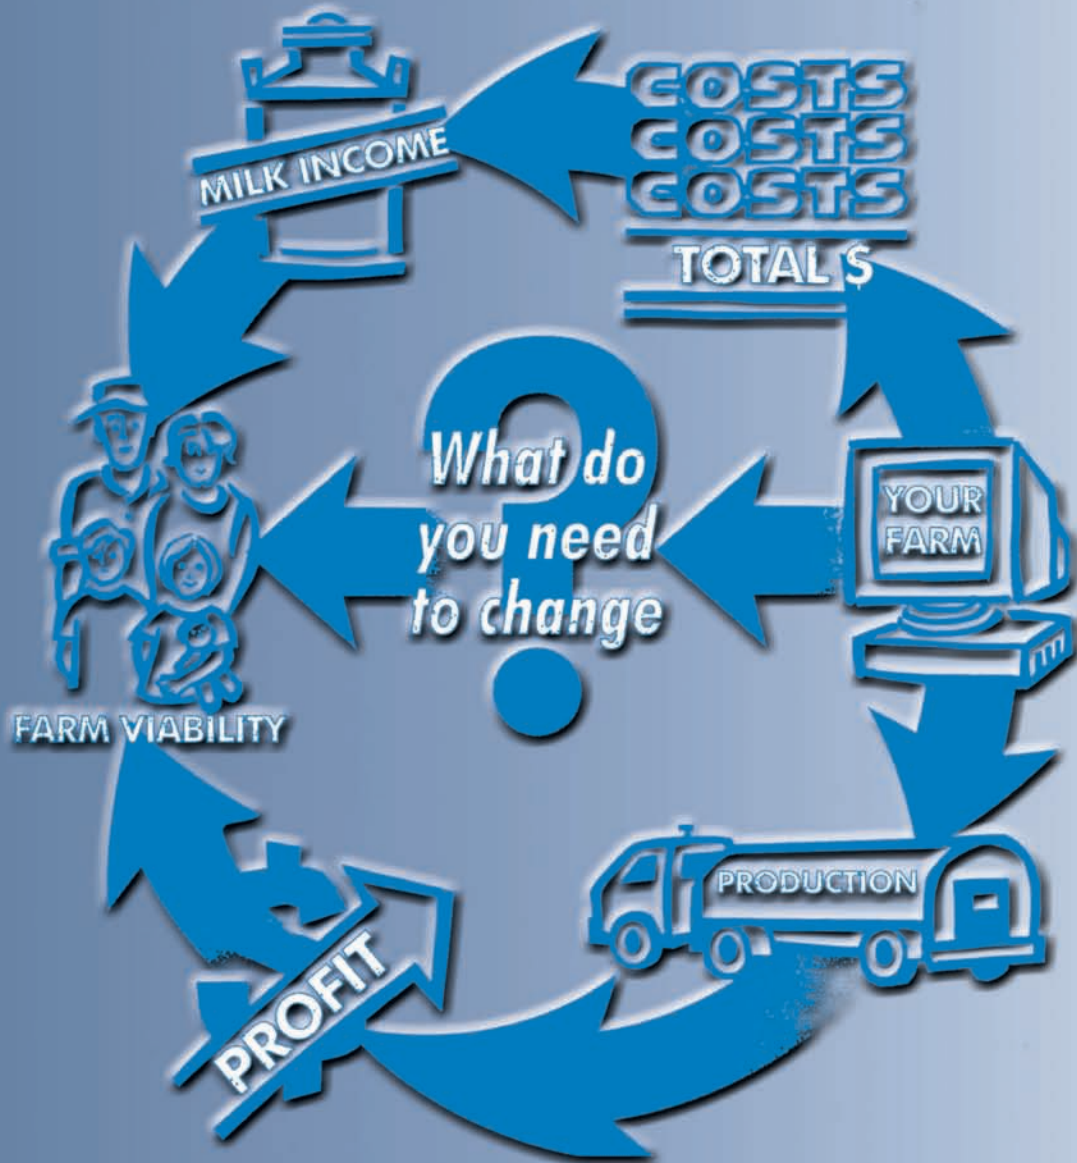 COSTS
COSTS
COSTS
TOTAL $
MILK INCOME
What do
you need
to change
?
YOUR
FARM
FARM VIABILITY
PRODUCTION
PROFIT